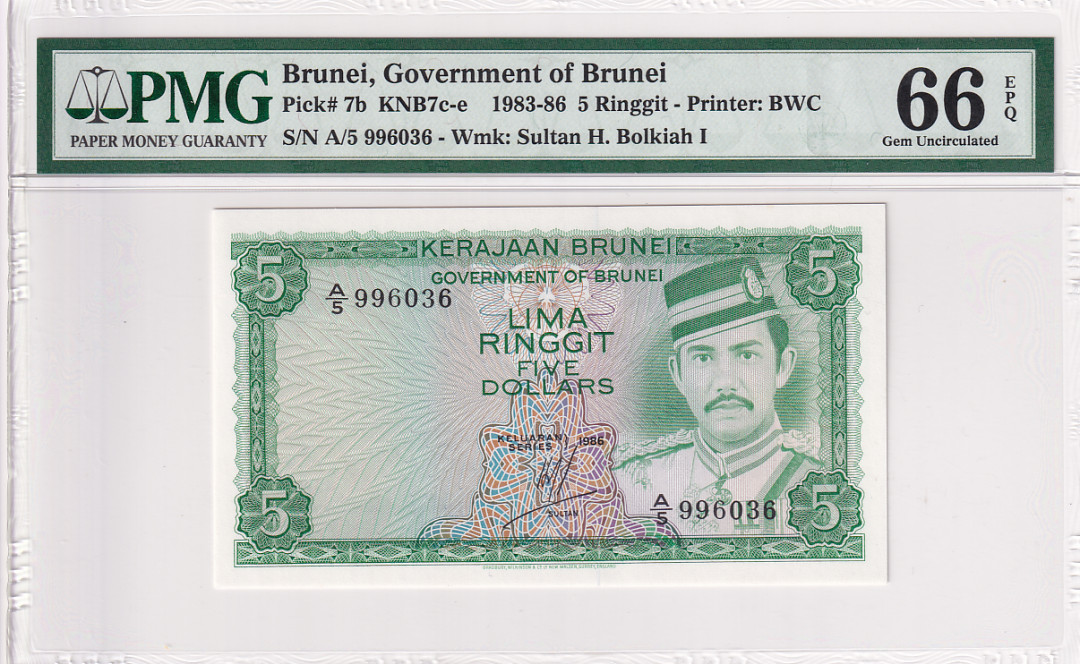 PMG
PAPER MONEY GUARANTY
Brunei, Government of Brunei
Pick# 7b KNB7c-e 1983-86 5 Ringgit - Printer: BWC
S/N A/5 996036 - Wmk: Sultan H. Bolkiah I
66
EPQ
Gem Uncirculated
KERAJAAN BRUNEI
GOVERNMENT OF BRUNEI
5
5
A/5 996036
LIMA
RINGGIT
FIVE
DOLLARS
KELUARAN
SERIES 1986
SULTAN
A/5 996036
5
5